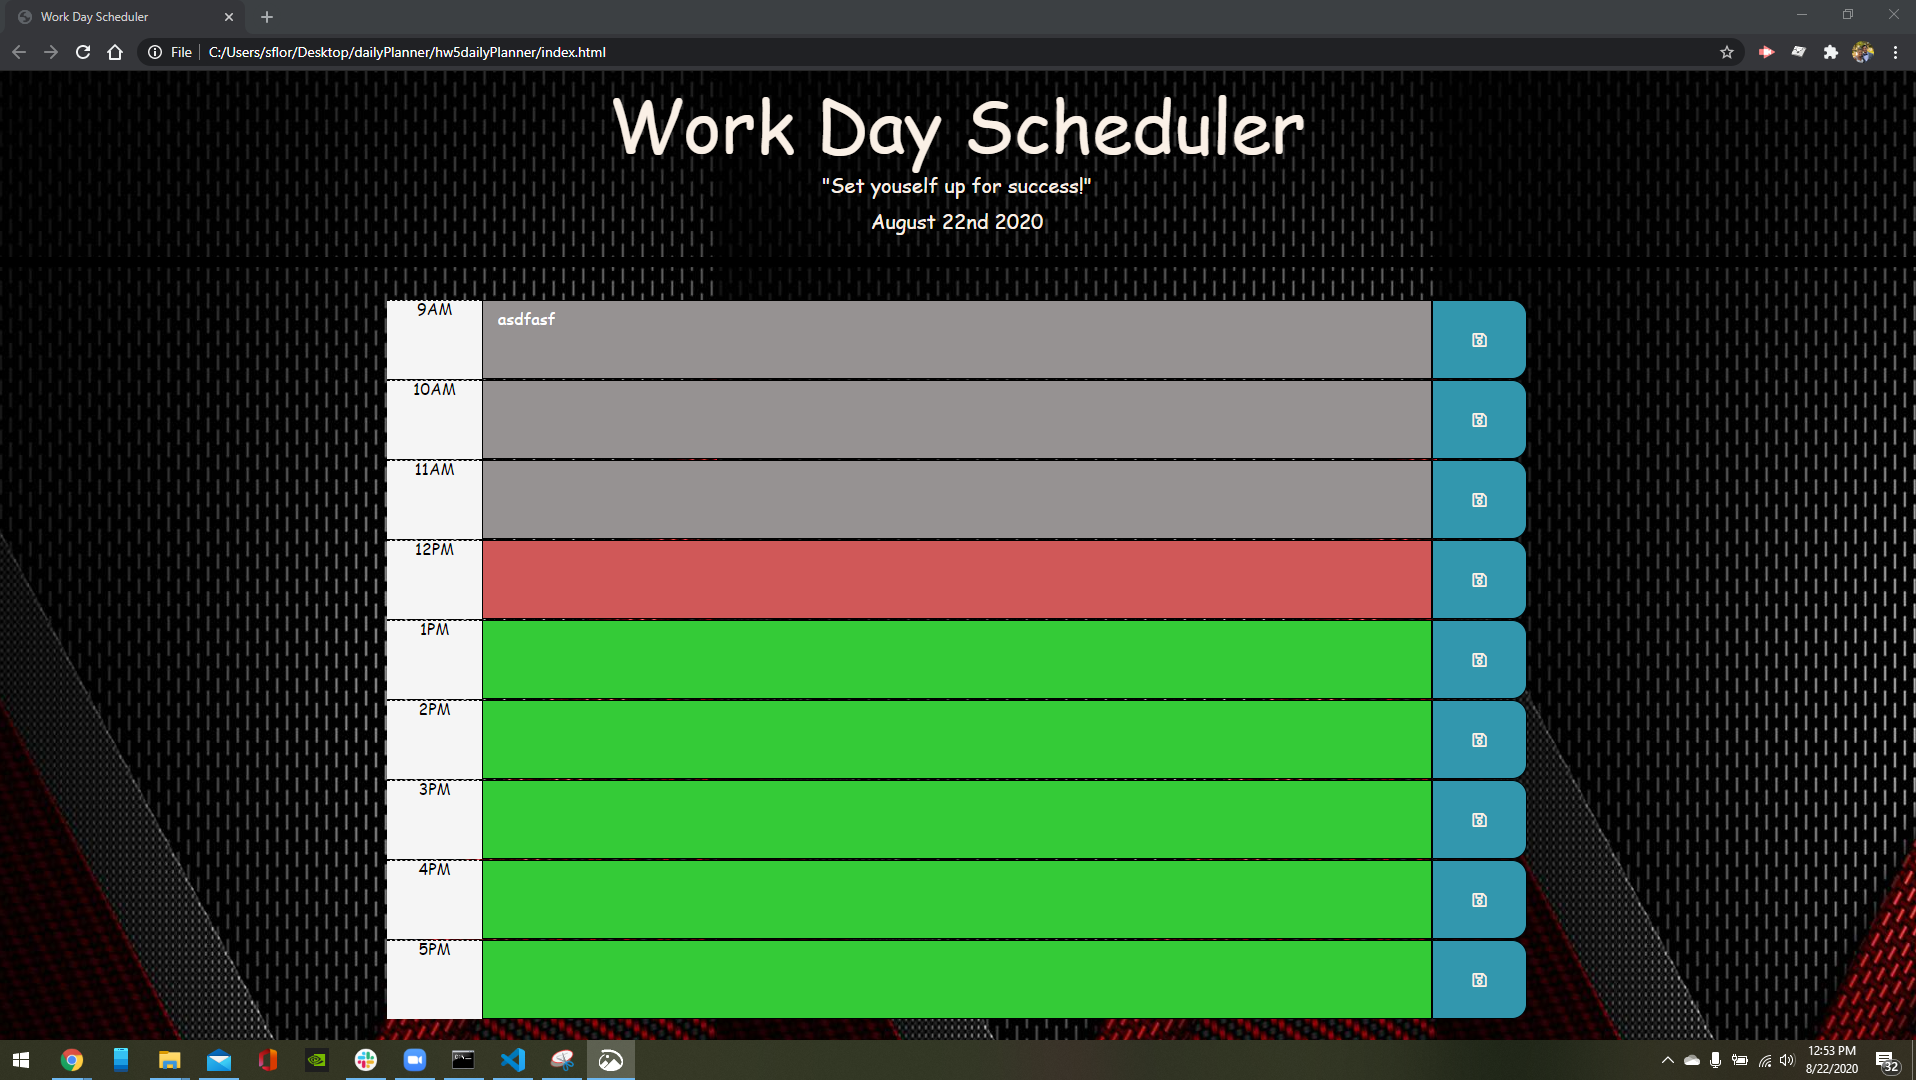 Work Day Scheduler
File
C:/Users/sflor/Desktop/dailyPlanner/hw5dailyPlanner/index.html
Work Day Scheduler
"Set youself up for success!"
August 22nd 2020
9AM
asdfasf
10AM
11AM
12PM
1PM
2PM
3PM
4PM
5PM
12:53 PM
8/22/2020
32